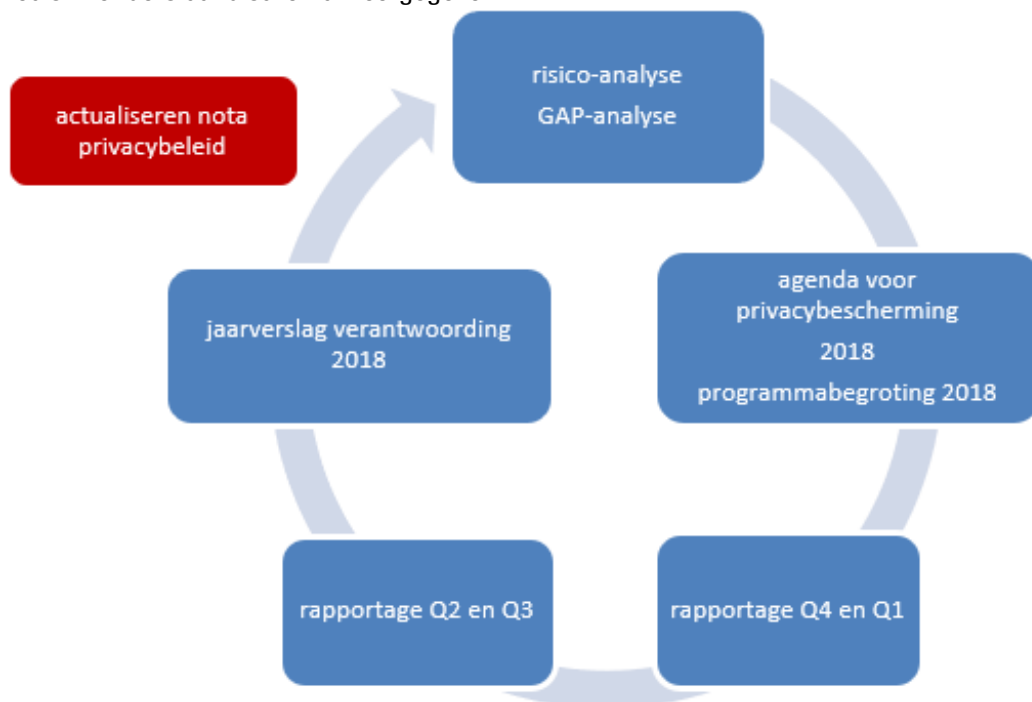 risico-analyse
GAP-analyse
actualiseren nota
privacybeleid
agenda voor
privacybescherming
2018
programmabegroting 2018
jaarverslag verantwoording
2018
rapportage Q2 en Q3
rapportage Q4 en Q1